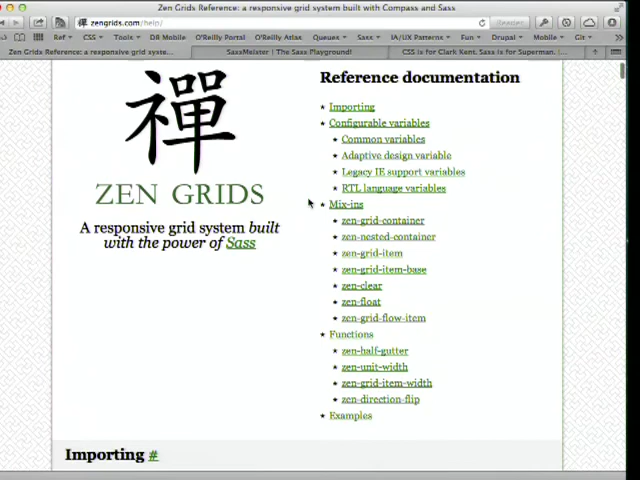 Zen Grids Reference: a responsive grid system built with Compass and Sass
zengrids.com/help/
Reader
Ref
CSS
Tools
DB Mobile
O'Reilly Portal
O'Reilly Atlas
Queues
Sass
IA/UX Patterns
Fun
Drupal
Mobile
Git
Zen Grids Reference: a responsive grid syste...
SassMeister | The Sass Playground!
CSS is for Clark Kent. Sass is for Superman. |...
禪
ZEN GRIDS
A responsive grid system built
with the power of Sass
Reference documentation
Importing
Configurable variables
Common variables
Adaptive design variable
Legacy IE support variables
RTL language variables
Mix-ins
zen-grid-container
zen-nested-container
zen-grid-item
zen-grid-item-base
zen-clear
zen-float
zen-grid-flow-item
Functions
zen-half-gutter
zen-unit-width
zen-grid-item-width
zen-direction-flip
Examples
Importing #